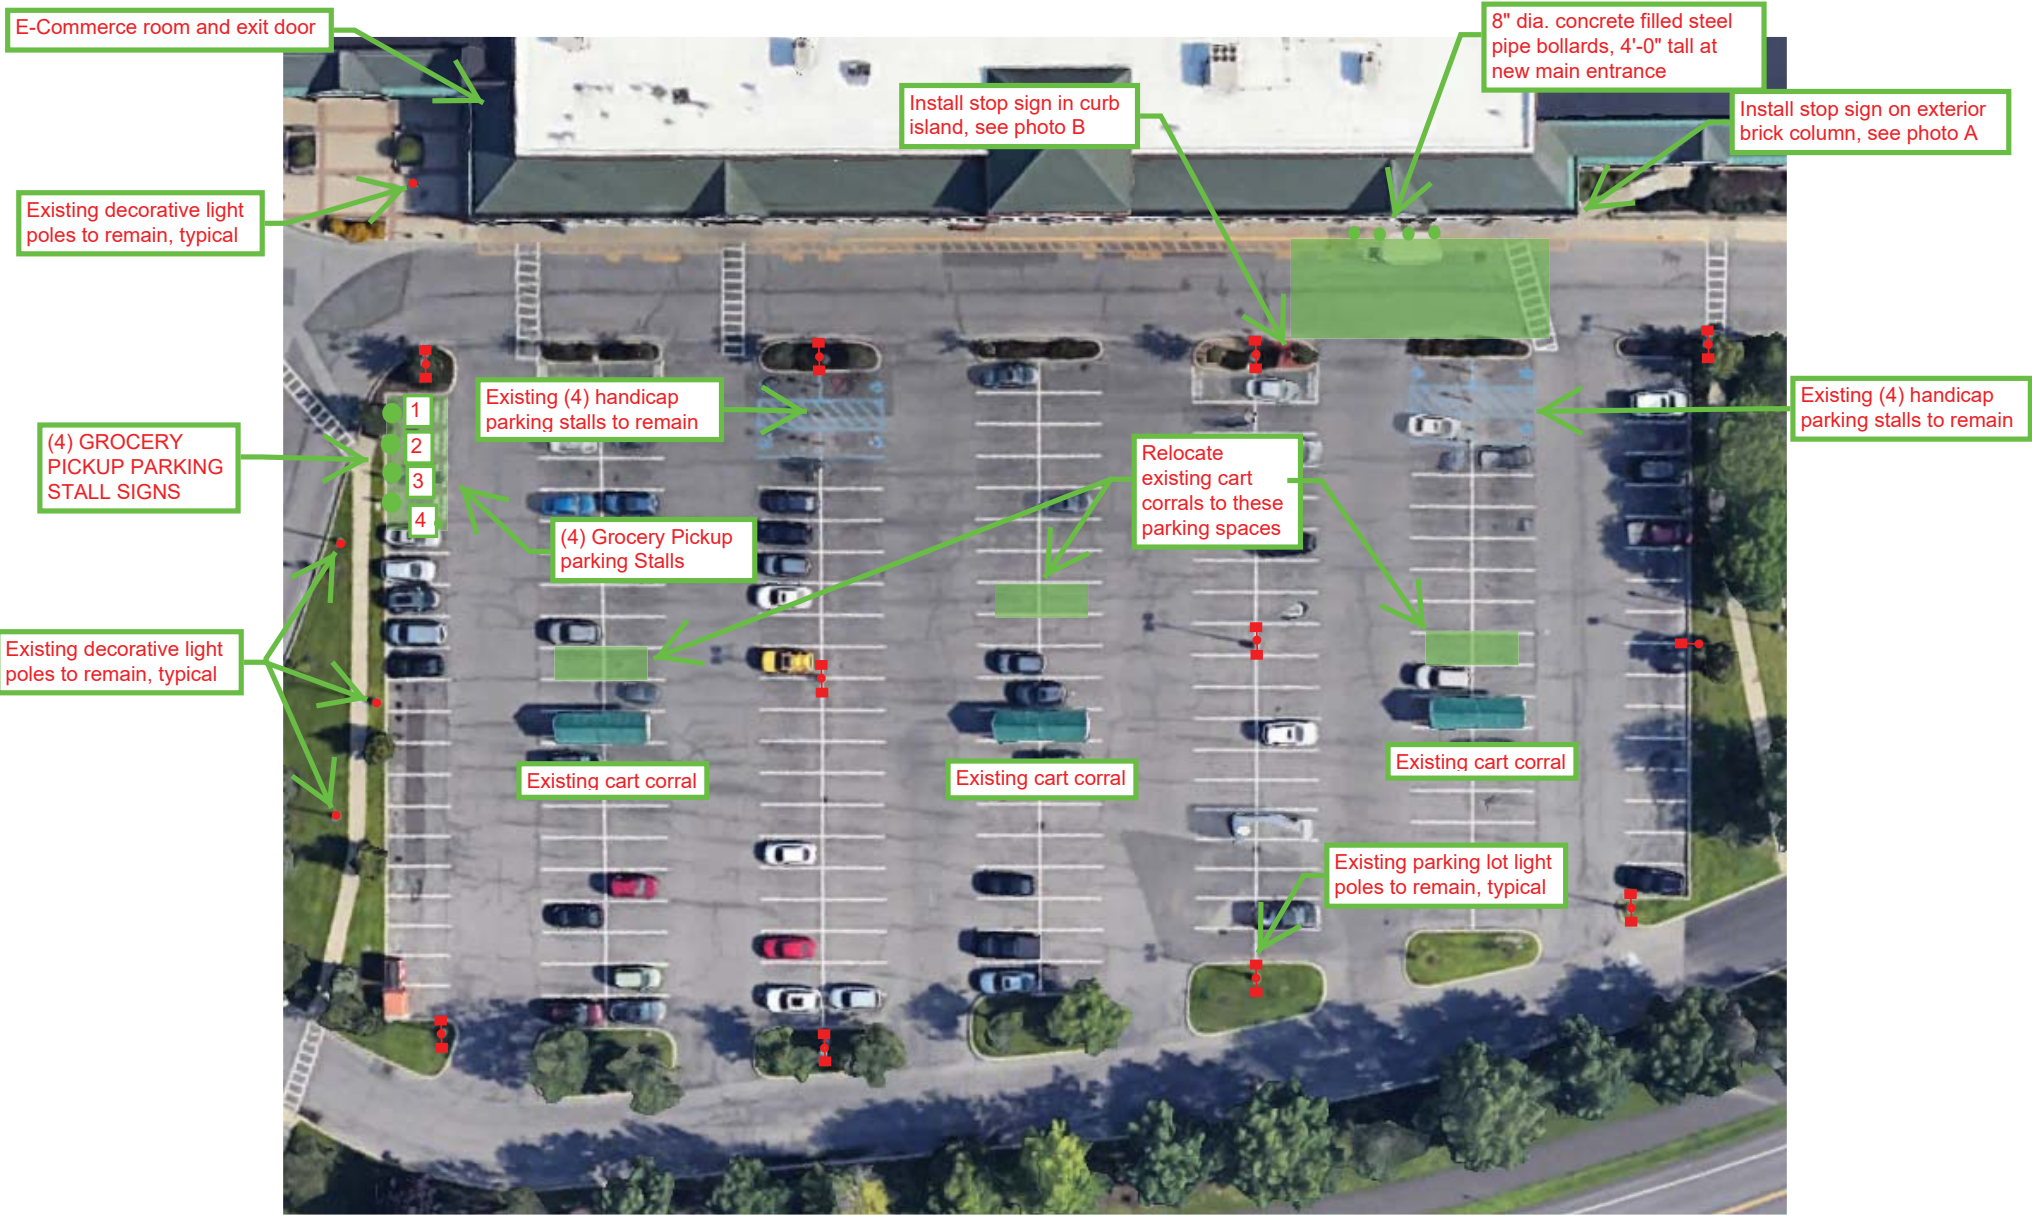 E-Commerce room and exit door
8" dia. concrete filled steel
pipe bollards, 4'-0" tall at
new main entrance
Install stop sign in curb
island, see photo B
Install stop sign on exterior
brick column, see photo A
Existing decorative light
poles to remain, typical
Existing (4) handicap
parking stalls to remain
Existing (4) handicap
parking stalls to remain
1
2
3
4
(4) GROCERY
PICKUP PARKING
STALL SIGNS
Relocate
existing cart
corrals to these
parking spaces
(4) Grocery Pickup
parking Stalls
Existing decorative light
poles to remain, typical
Existing cart corral
Existing cart corral
Existing cart corral
Existing parking lot light
poles to remain, typical